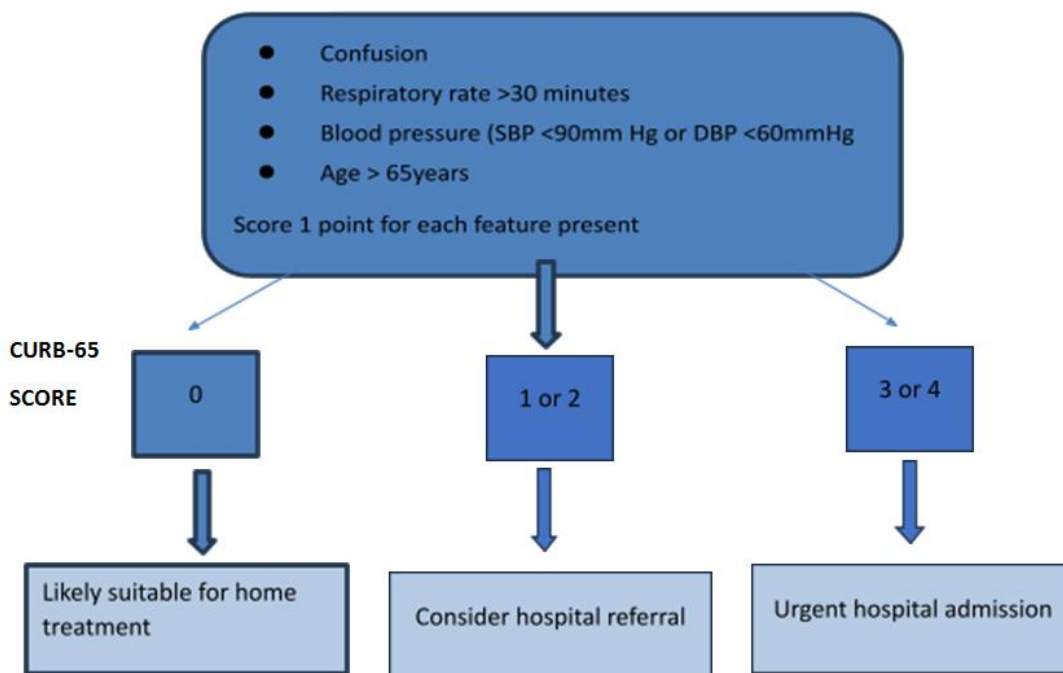 ● Confusion
● Respiratory rate >30 minutes
● Blood pressure (SBP <90mm Hg or DBP <60mmHg
● Age > 65years
Score 1 point for each feature present
CURB-65
SCORE
0
1 or 2
3 or 4
Likely suitable for home
treatment
Consider hospital referral
Urgent hospital admission